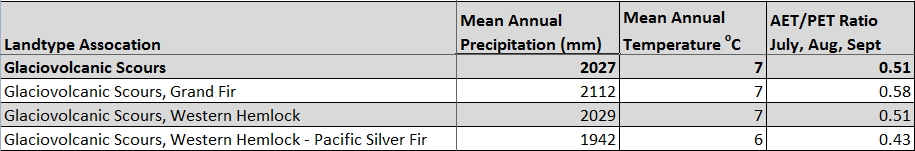 Mean Annual Mean Annual AET/PET Ratio
Landtype Assocation Precipitation (mm) Temperature °C July, Aug, Sept
Glaciovolcanic Scours 2027 7 0.51
Glaciovolcanic Scours, Grand Fir 2112 7 0.58
Glaciovolcanic Scours, Western Hemlock 2029 7 0.51
Glaciovolcanic Scours, Western Hemlock - Pacific Silver Fir 1942 6 0.43